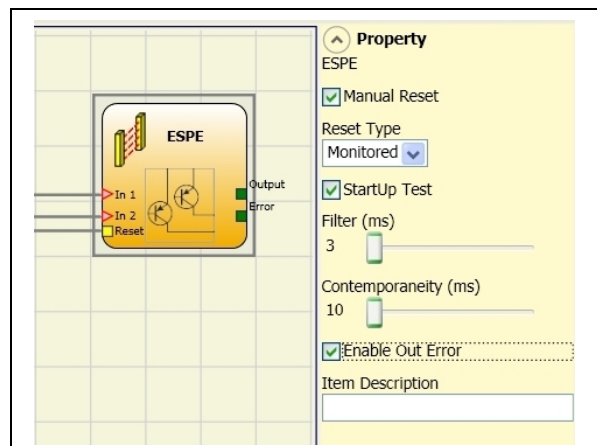 ESPE
In 1
In 2
Reset
Output
Error
Property
ESPE
Manual Reset
Reset Type
Monitored
StartUp Test
Filter (ms)
3
Contemporaneity (ms)
10
Enable Out Error
Item Description